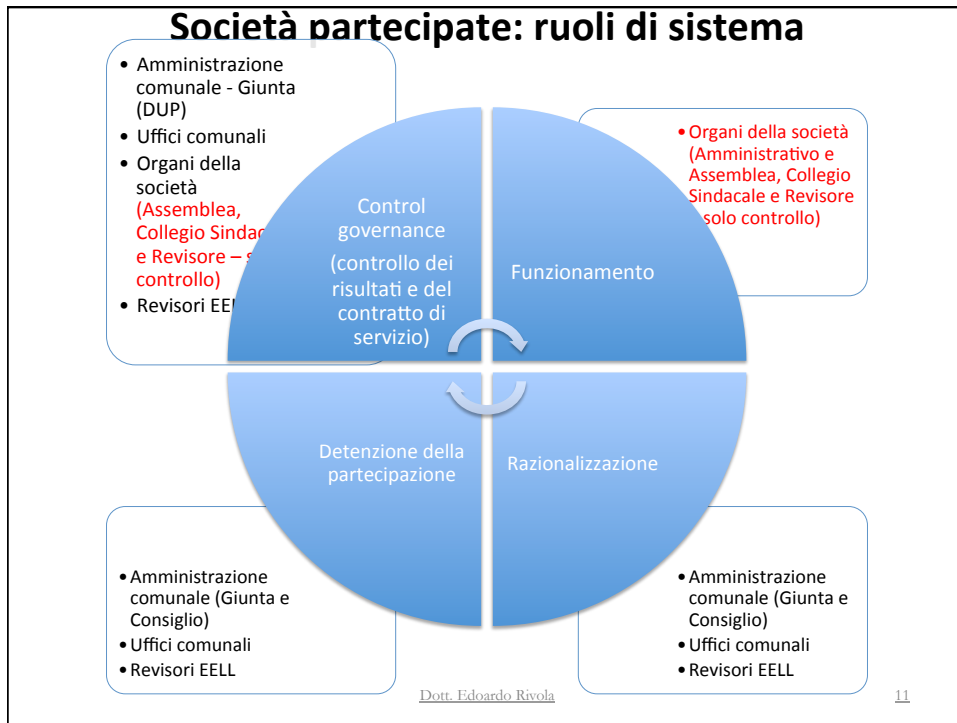 Società partecipate: ruoli di sistema
• Amministrazione
comunale - Giunta
(DUP)
• Uffici comunali
• Organi della
società
(Assemblea,
Collegio
e Revisore –
controllo)
• Revisori
Control
governance
(controllo dei
risultati e del
contratto di
servizio)
• Organi della società
(Amministrativo e
Assemblea, Collegio
Sindacale e Revisore
solo controllo)
Funzionamento
Detenzione della
partecipazione
Razionalizzazione
• Amministrazione
comunale (Giunta e
Consiglio)
• Uffici comunali
• Revisori EELL
• Amministrazione
comunale (Giunta e
Consiglio)
• Uffici comunali
• Revisori EELL
Dott. Edoardo Rivola
11